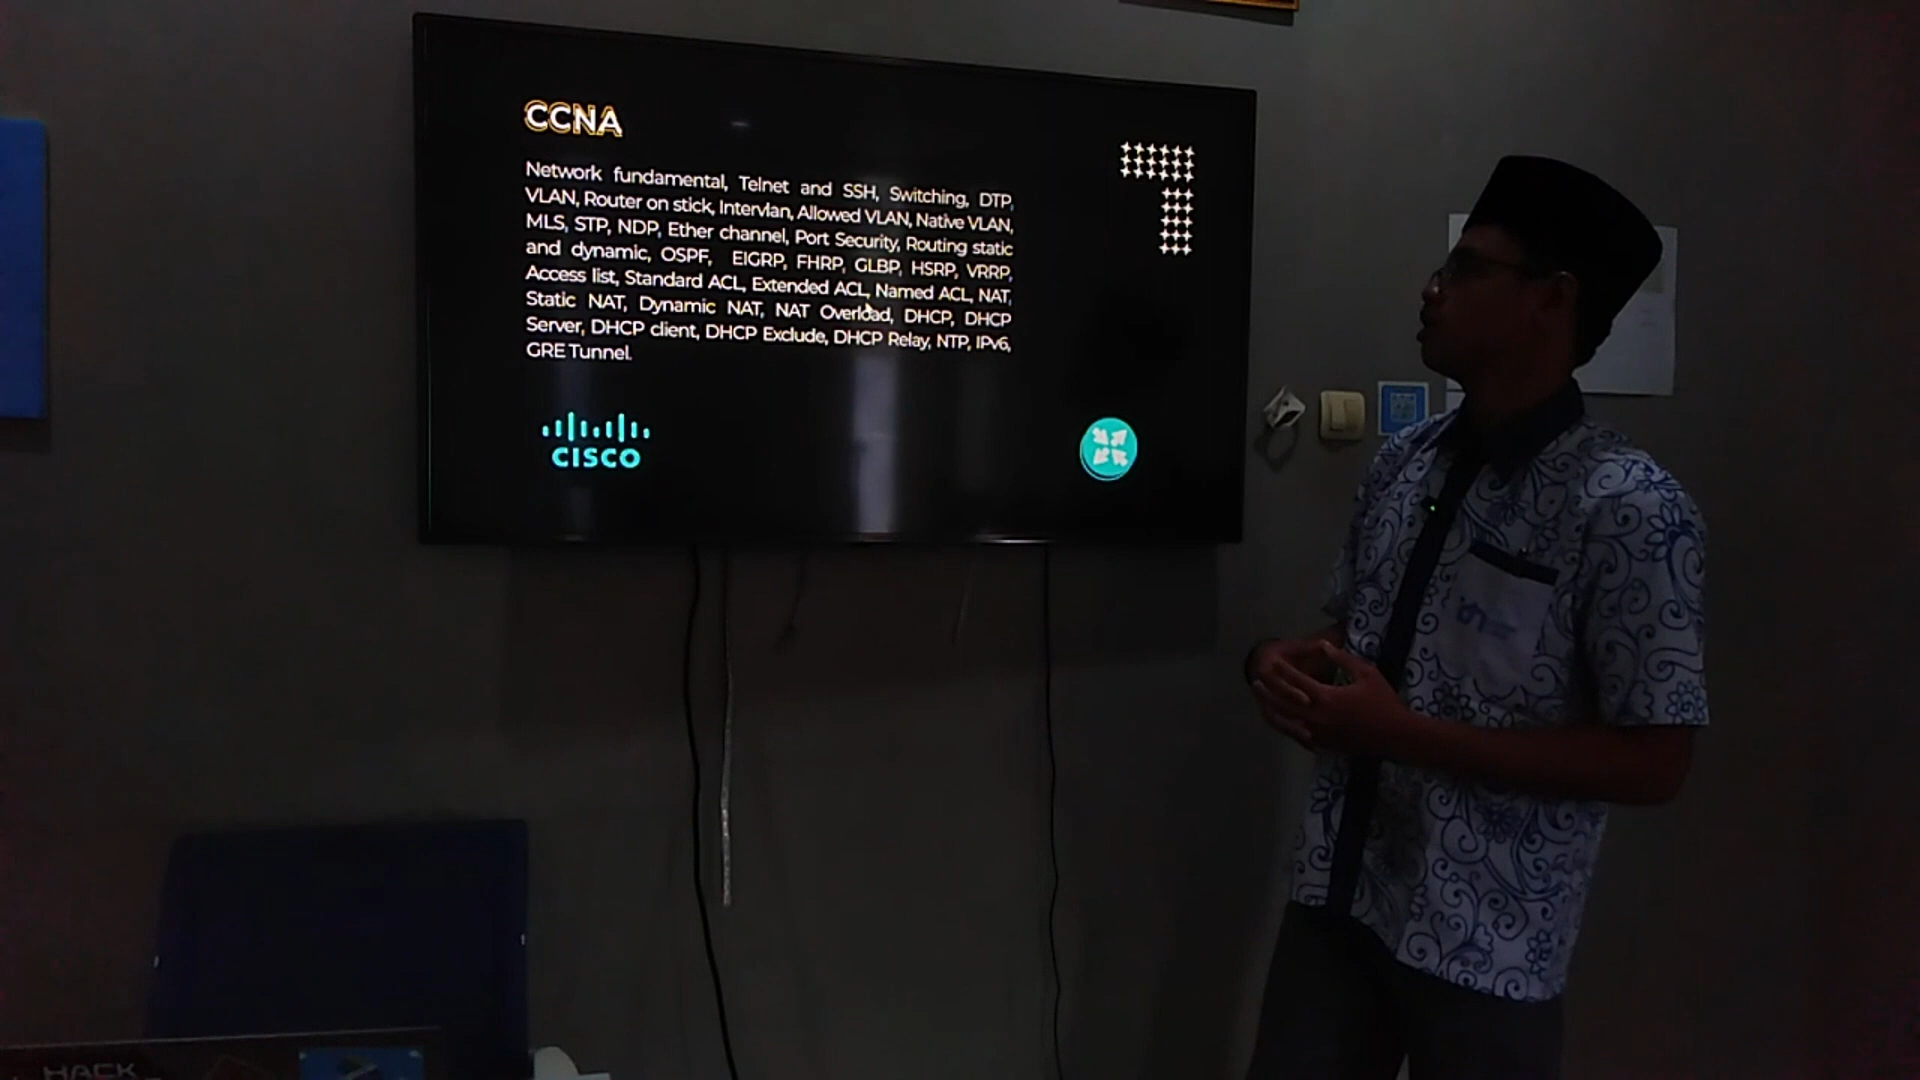 CCNA
Network fundamental, Telnet and SSH, Switching, DTP,
VLAN, Router on stick, Intervlan, Allowed VLAN, Native VLAN,
MLS, STP, NDP, Ether channel, Port Security, Routing static
and dynamic, OSPF, EIGRP, FHRP, GLBP, HSRP, VRRP,
Access list, Standard ACL, Extended ACL, Named ACL, NAT,
Static NAT, Dynamic NAT, NAT Overload, DHCP, DHCP
Server, DHCP client, DHCP Exclude, DHCP Relay, NTP, IPv6,
GRE Tunnel.
CISCO
HACK